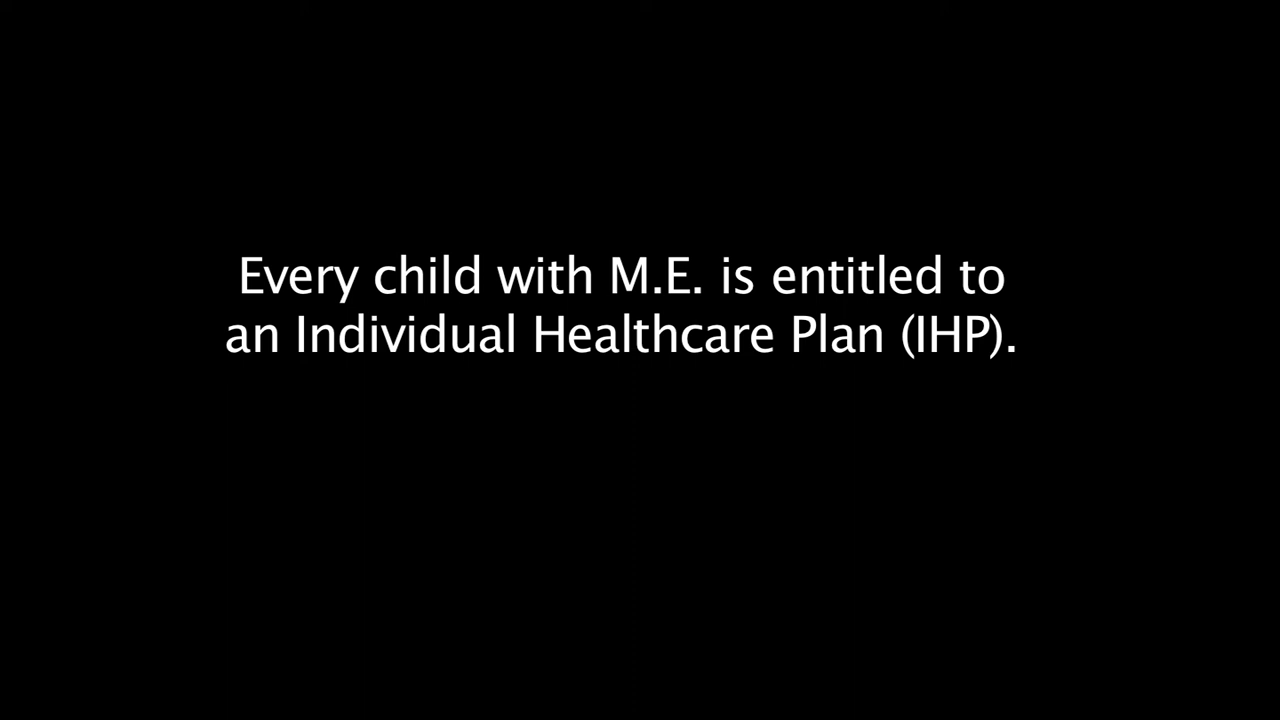 Every child with M.E. is entitled to
an Individual Healthcare Plan (IHP).